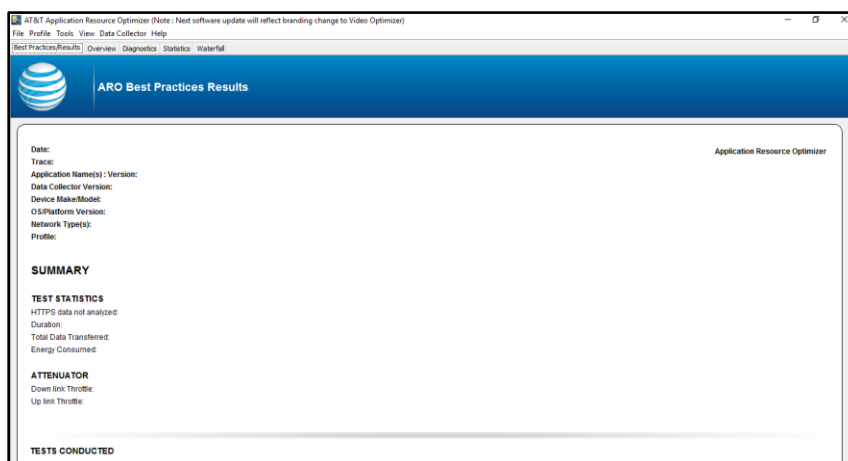 AT&T Application Resource Optimizer (Note : Next software update will reflect branding change to Video Optimizer)
File Profile Tools View Data Collector Help
Best Practices/Results Overview Diagnostics Statistics Waterfall
ARO Best Practices Results
Date:
Application Resource Optimizer
Trace:
Application Name(s) : Version:
Data Collector Version:
Device Make/Model:
OS/Platform Version:
Network Type(s):
Profile:
SUMMARY
TEST STATISTICS
HTTPS data not analyzed:
Duration:
Total Data Transferred:
Energy Consumed:
ATTENUATOR
Down link Throttle:
Up link Throttle:
TESTS CONDUCTED